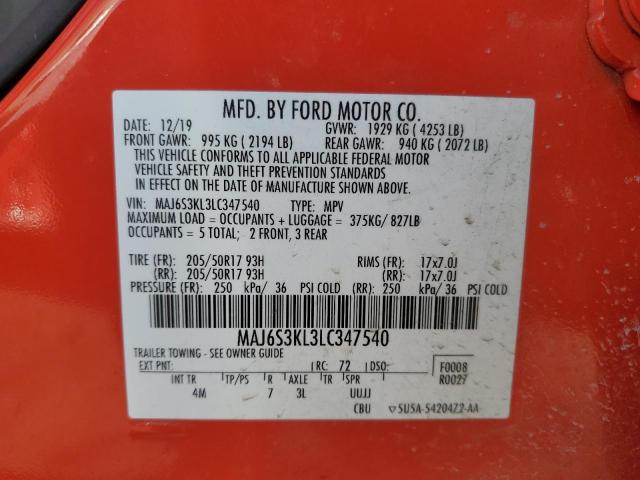 MFD. BY FORD MOTOR CO.
DATE: 12/19 GVWR: 1929 KG ( 4253 LB)
FRONT GAWR: 995 KG ( 2194 LB) REAR GAWR: 940 KG ( 2072 LB)
THIS VEHICLE CONFORMS TO ALL APPLICABLE FEDERAL MOTOR
VEHICLE SAFETY AND THEFT PREVENTION STANDARDS
IN EFFECT ON THE DATE OF MANUFACTURE SHOWN ABOVE.
VIN: MAJ6S3KL3LC347540 TYPE: MPV
MAXIMUM LOAD = OCCUPANTS + LUGGAGE = 375KG/ 827LB
OCCUPANTS = 5 TOTAL; 2 FRONT, 3 REAR
TIRE (FR): 205/50R17 93H RIMS (FR): 17x7.0J
(RR): 205/50R17 93H (RR): 17x7.0J
PRESSURE (FR): 250 kPa/ 36 PSI COLD (RR): 250 kPa/ 36 PSI COLD
MAJ6S3KL3LC347540
TRAILER TOWING - SEE OWNER GUIDE
EXT PNT: RC: 72 DSO: F0008
R0027
INT TR TP/PS R AXLE TR SPR
4M 7 3L UUJJ
CBU 5U5A-5420472-AA